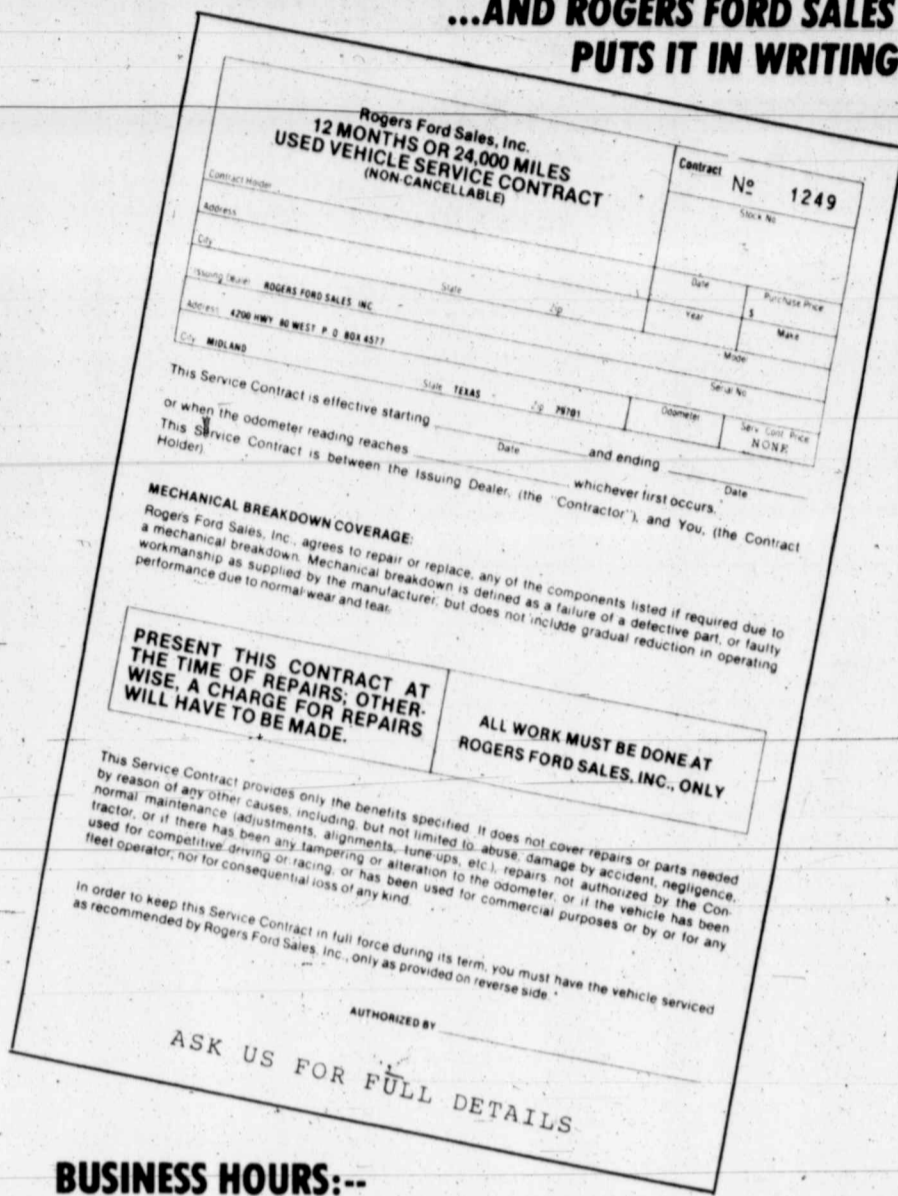 ...AND ROGERS FORD SALES
PUTS IT IN WRITING
Rogers Ford Sales, Inc.
12 MONTHS OR 24,000 MILES
USED VEHICLE SERVICE CONTRACT
(NON-CANCELLABLE)
Contract Nº 1249
Stock No
Contract Holder
Address
City State Zip
Date Purchase Price
$
Year Make
Model
Issuing Dealer ROGERS FORD SALES INC
Address 4200 HWY 80 WEST P O BOX 4577
Serial No
City MIDLAND State TEXAS Zip 79701
Odometer Serv Cont Price
NONE
This Service Contract is effective starting and ending
Date Date
or when the odometer reading reaches whichever first occurs.
This Service Contract is between the Issuing Dealer, (the "Contractor"), and You, (the Contract
Holder).
MECHANICAL BREAKDOWN COVERAGE:
Rogers Ford Sales, Inc., agrees to repair or replace, any of the components listed if required due to
a mechanical breakdown. Mechanical breakdown is defined as a failure of a defective part, or faulty
workmanship as supplied by the manufacturer, but does not include gradual reduction in operating
performance due to normal wear and tear.
PRESENT THIS CONTRACT AT
THE TIME OF REPAIRS; OTHER-
WISE, A CHARGE FOR REPAIRS
WILL HAVE TO BE MADE.
ALL WORK MUST BE DONE AT
ROGERS FORD SALES, INC., ONLY
This Service Contract provides only the benefits specified. It does not cover repairs or parts needed
by reason of any other causes, including, but not limited to abuse, damage by accident, negligence,
normal maintenance (adjustments, alignments, tune-ups, etc.), repairs not authorized by the Con-
tractor, or if there has been any tampering or alteration to the odometer, or if the vehicle has been
used for competitive driving or racing, or has been used for commercial purposes or by or for any
fleet operator, nor for consequential loss of any kind.
In order to keep this Service Contract in full force during its term, you must have the vehicle serviced
as recommended by Rogers Ford Sales, Inc., only as provided on reverse side.
AUTHORIZED BY
ASK US FOR FULL DETAILS
BUSINESS HOURS:--